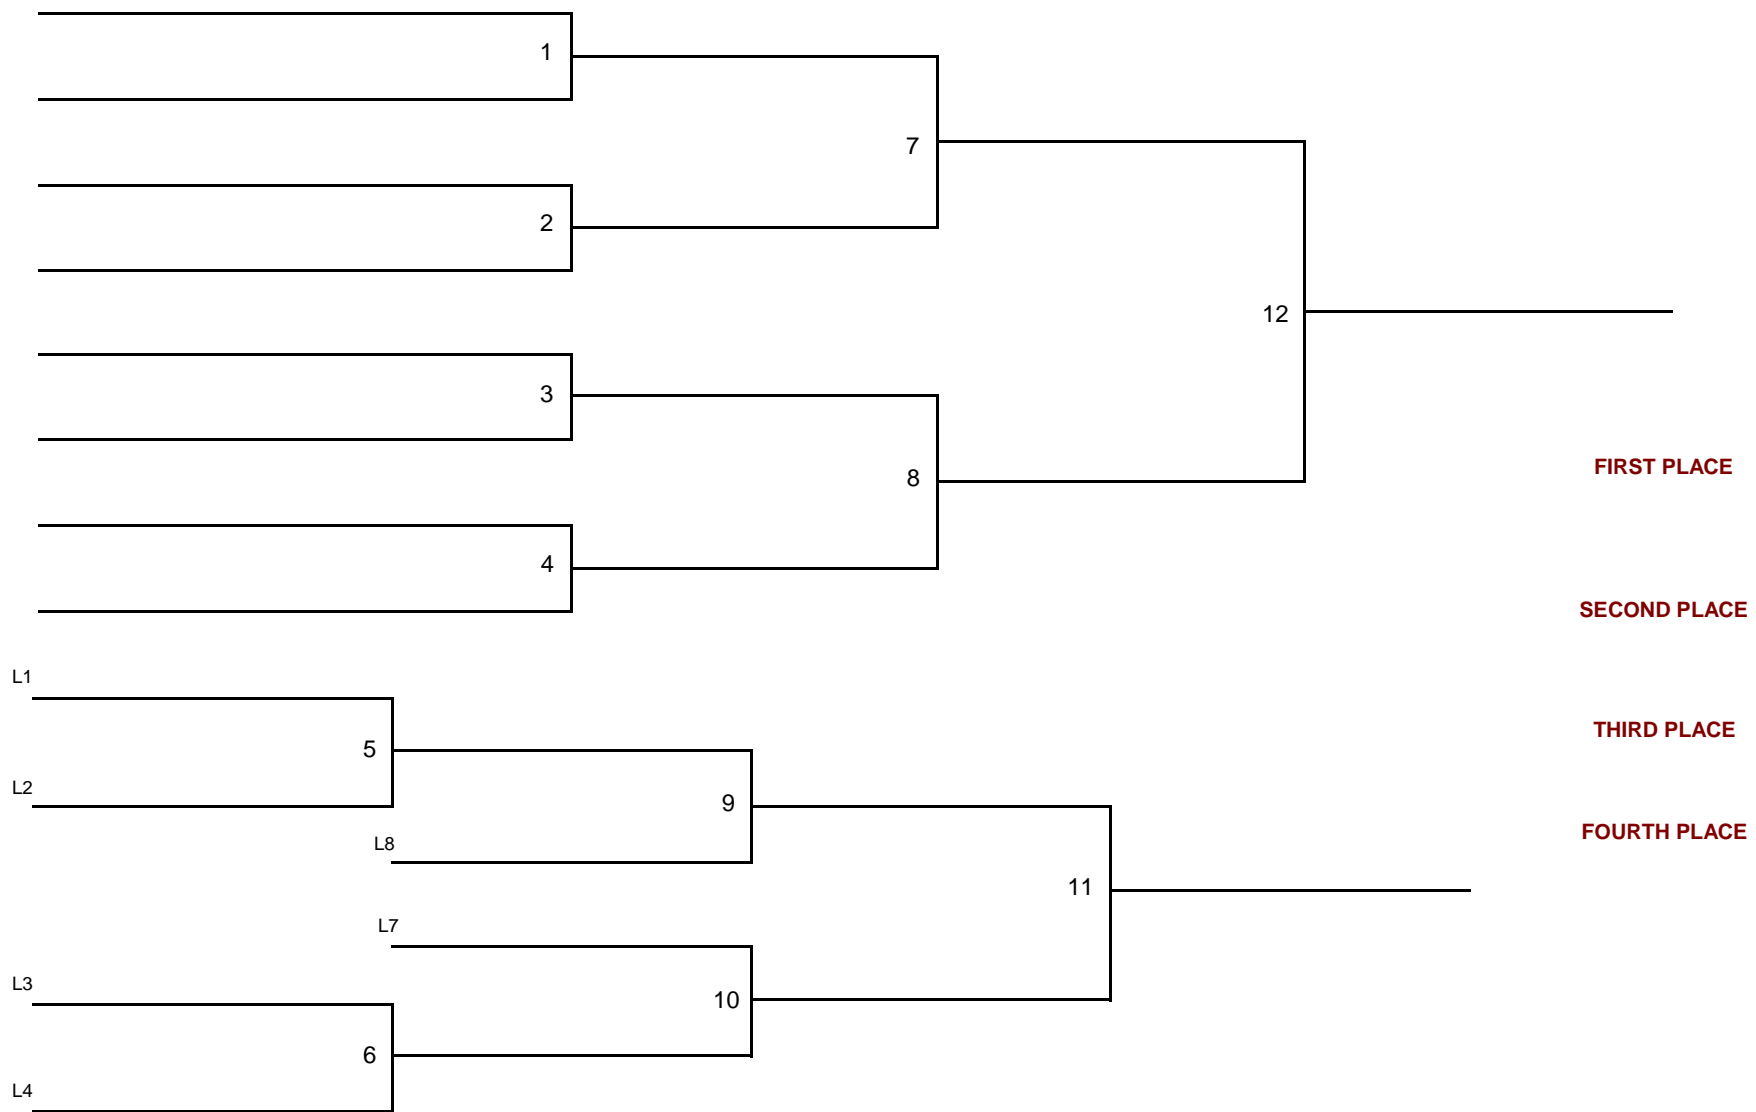 1
7
2
12
3
FIRST PLACE
8
4
SECOND PLACE
L1
THIRD PLACE
5
L2
9
FOURTH PLACE
L8
11
L7
L3
10
6
L4